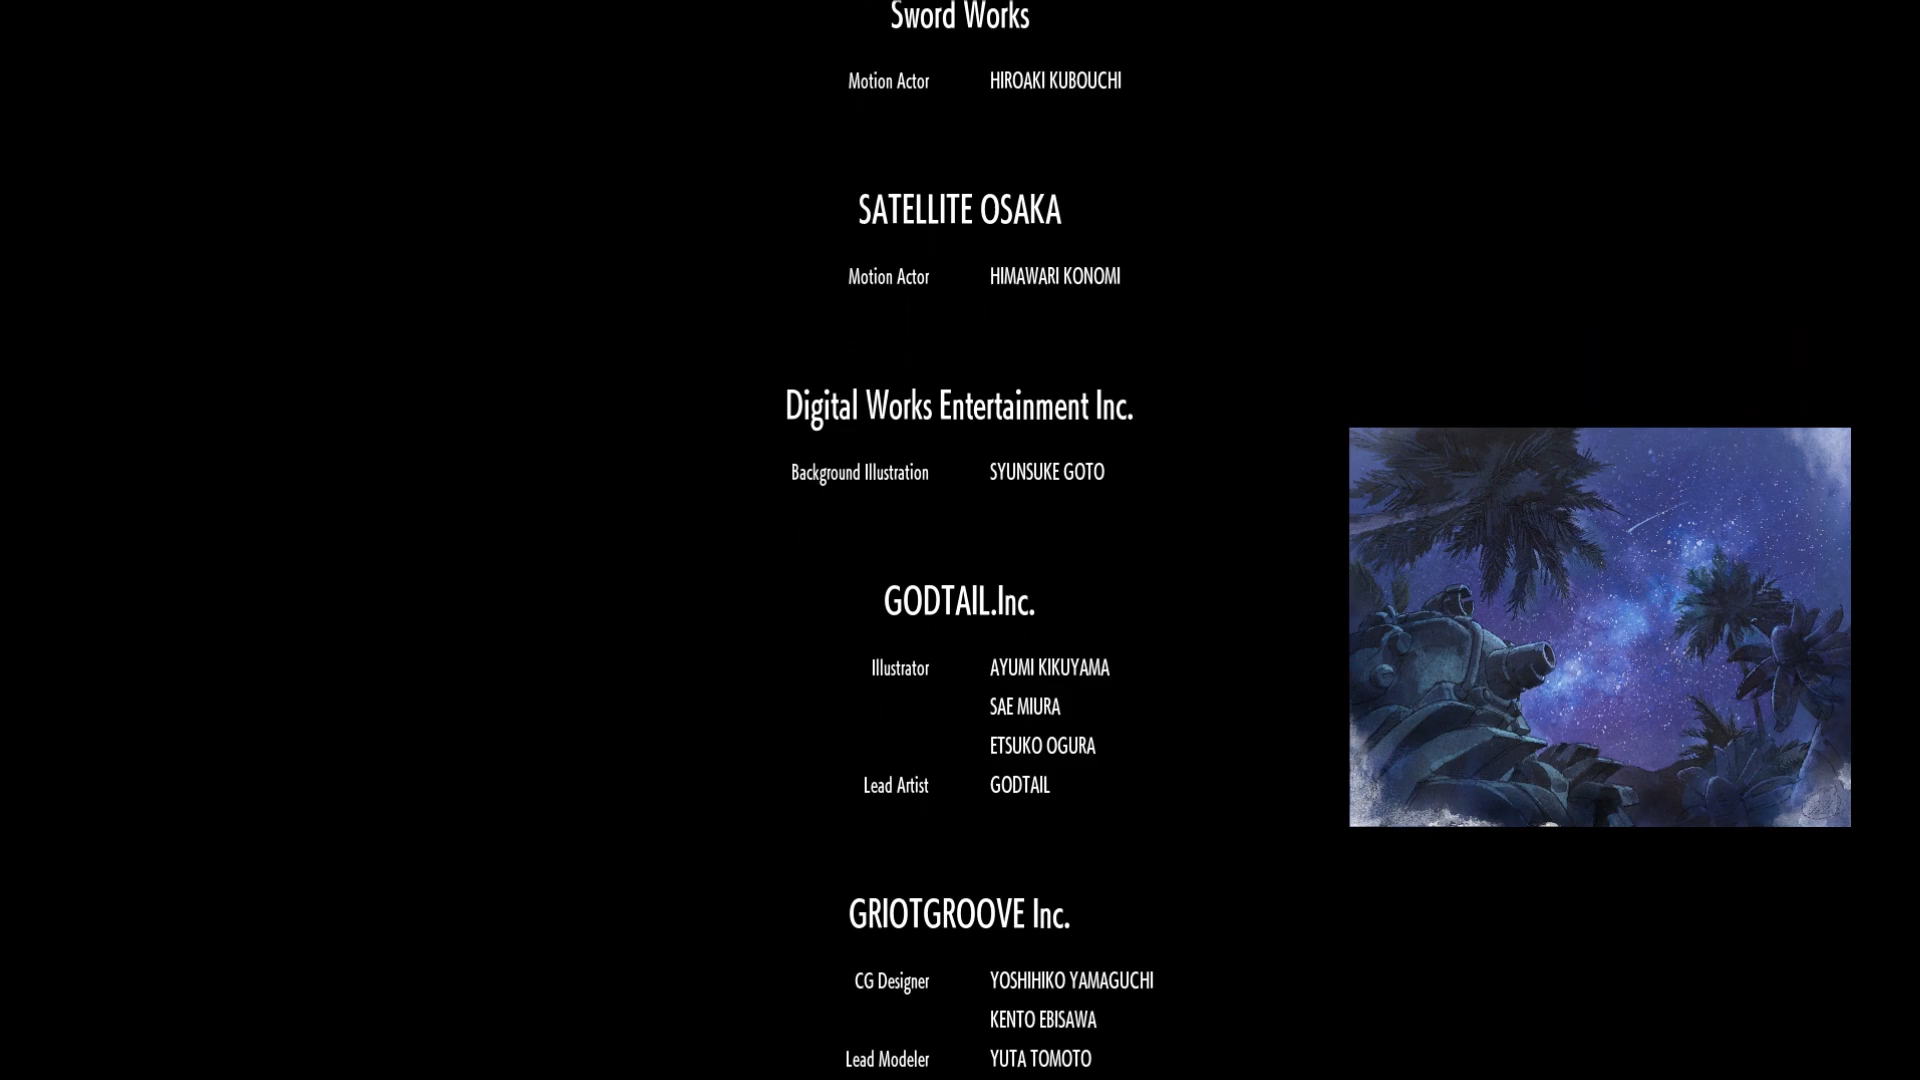 Sword Works
Motion Actor HIROAKI KUBOUCHI
SATELLITE OSAKA
Motion Actor HIMAWARI KONOMI
Digital Works Entertainment Inc.
Background Illustration SYUNSUKE GOTO
GODTAIL.Inc.
Illustrator AYUMI KIKUYAMA
SAE MIURA
ETSUKO OGURA
Lead Artist GODTAIL
GRIOTGROOVE Inc.
CG Designer YOSHIHIKO YAMAGUCHI
KENTO EBISAWA
Lead Modeler YUTA TOMOTO